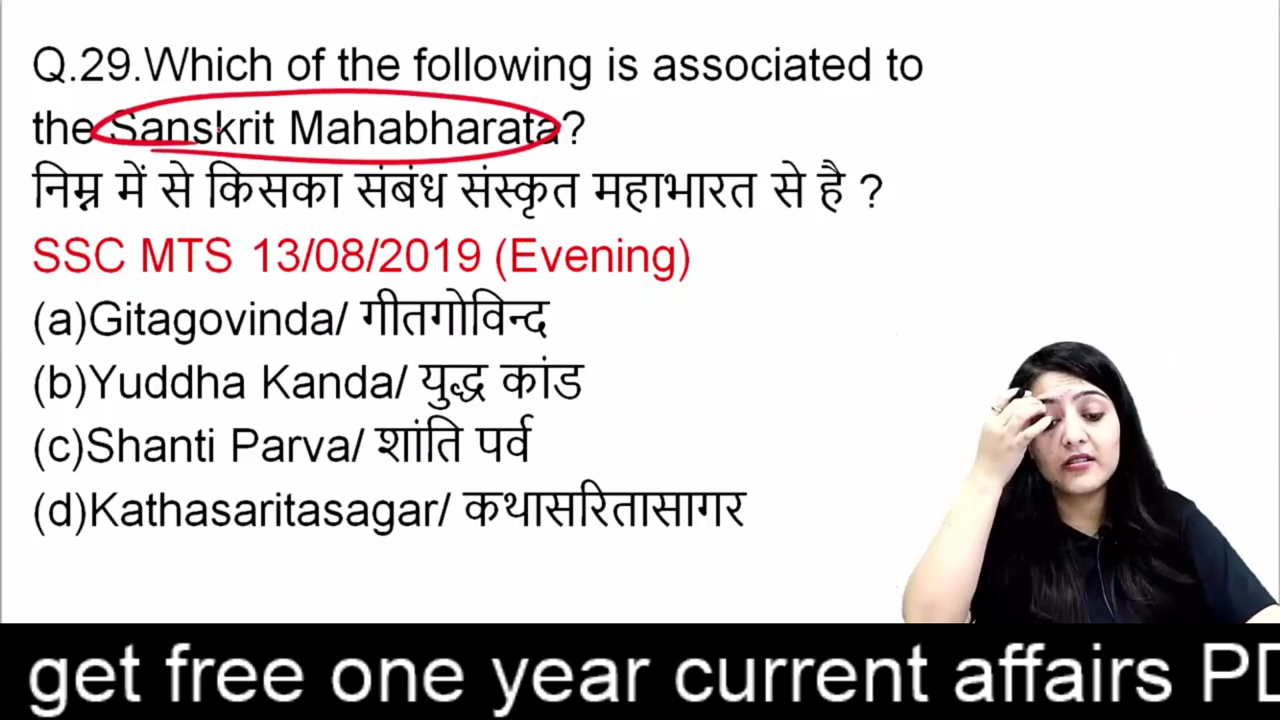 Q.29.Which of the following is associated to
the Sanskrit Mahabharata?
निम्न में से किसका संबंध संस्कृत महाभारत से है ?
SSC MTS 13/08/2019 (Evening)
(a)Gitagovinda/ गीतगोविन्द
(b)Yuddha Kanda/ युद्ध कांड
(c)Shanti Parva/ शांति पर्व
(d)Kathasaritasagar/ कथासरितासागर
get free one year current affairs PD